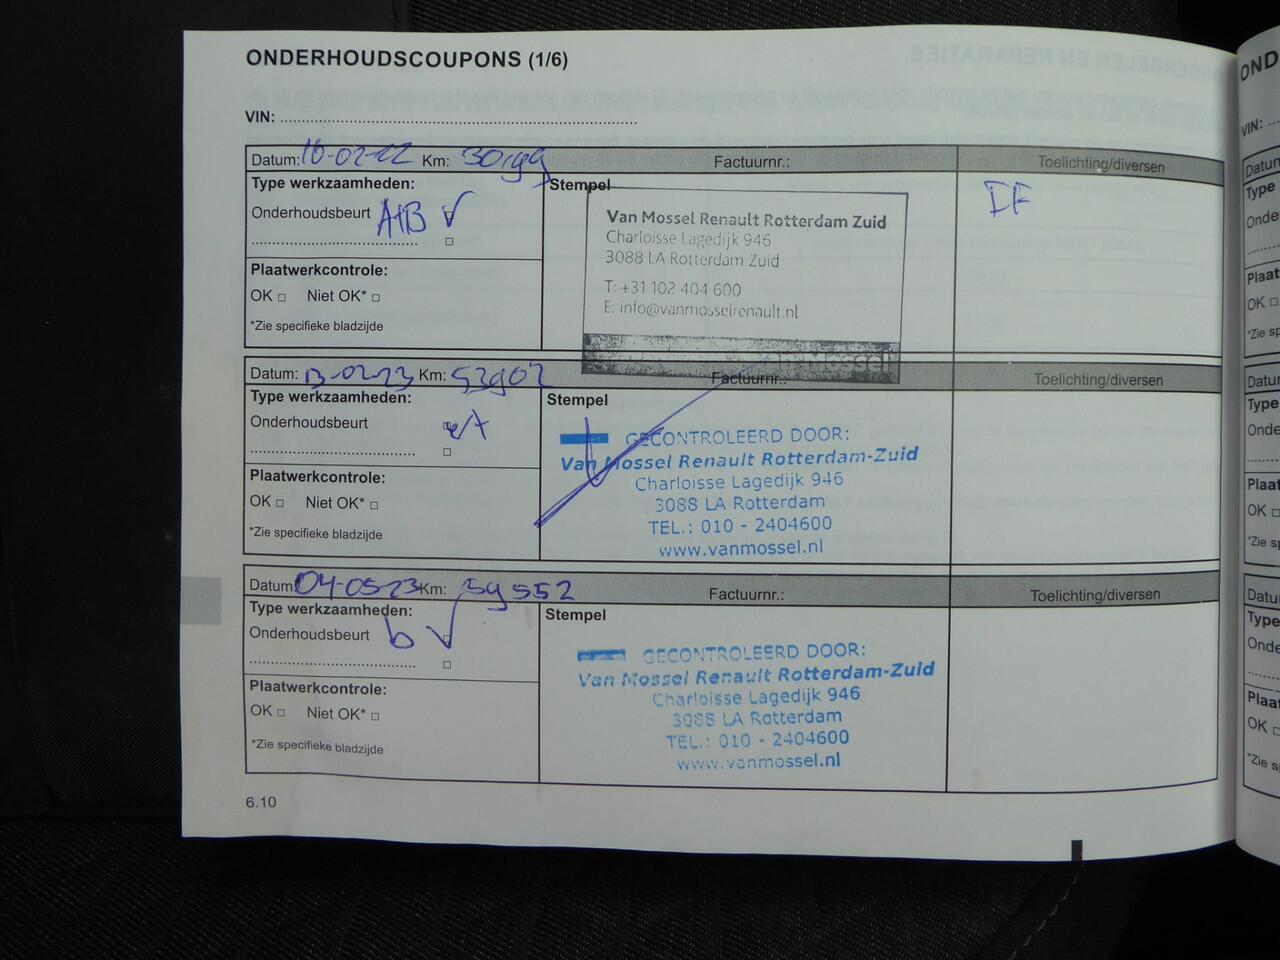 ONDERHOUDSCOUPONS (1/6)
VIN:
Datum: 16-02-22 Km: Factuurnr.: Toelichting/diversen
Type werkzaamheden: Stempel
Onderhoudsbeurt A+B
Plaatwerkcontrole:
OK Niet OK*
*Zie specifieke bladzijde
Van Mossel Renault Rotterdam Zuid
Charloisse Lagedijk 946
3088 LA Rotterdam Zuid
T: +31 102 404 600
E: info@vanmosselrenault.nl
Van Mossel
Datum: 13-02-23 Km: 53902 Factuurnr.: Toelichting/diversen
Type werkzaamheden: Stempel
Onderhoudsbeurt
Plaatwerkcontrole:
OK Niet OK*
*Zie specifieke bladzijde
GECONTROLEERD DOOR:
Van Mossel Renault Rotterdam-Zuid
Charloisse Lagedijk 946
3088 LA Rotterdam
TEL.: 010 - 2404600
www.vanmossel.nl
Datum: 04-05-23 Km: 59552 Factuurnr.: Toelichting/diversen
Type werkzaamheden: Stempel
Onderhoudsbeurt b
Plaatwerkcontrole:
OK Niet OK*
*Zie specifieke bladzijde
GECONTROLEERD DOOR:
Van Mossel Renault Rotterdam-Zuid
Charloisse Lagedijk 946
3088 LA Rotterdam
TEL.: 010 - 2404600
www.vanmossel.nl
6.10